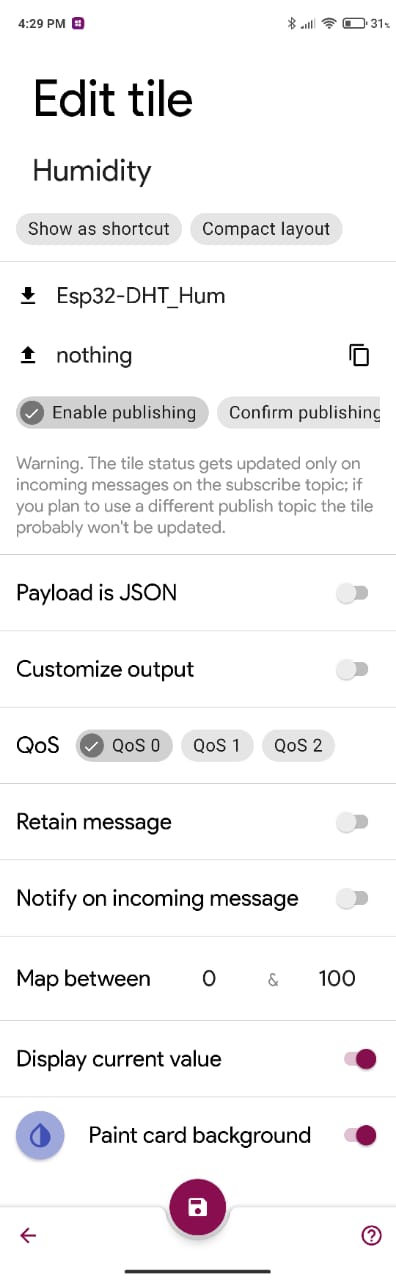 4:29 PM 31%
Edit tile
Humidity
Show as shortcut Compact layout
Esp32-DHT_Hum
nothing
Enable publishing Confirm publishing
Warning. The tile status gets updated only on
incoming messages on the subscribe topic; if
you plan to use a different publish topic the tile
probably won't be updated.
Payload is JSON
Customize output
QoS QoS 0 QoS 1 QoS 2
Retain message
Notify on incoming message
Map between 0 & 100
Display current value
Paint card background